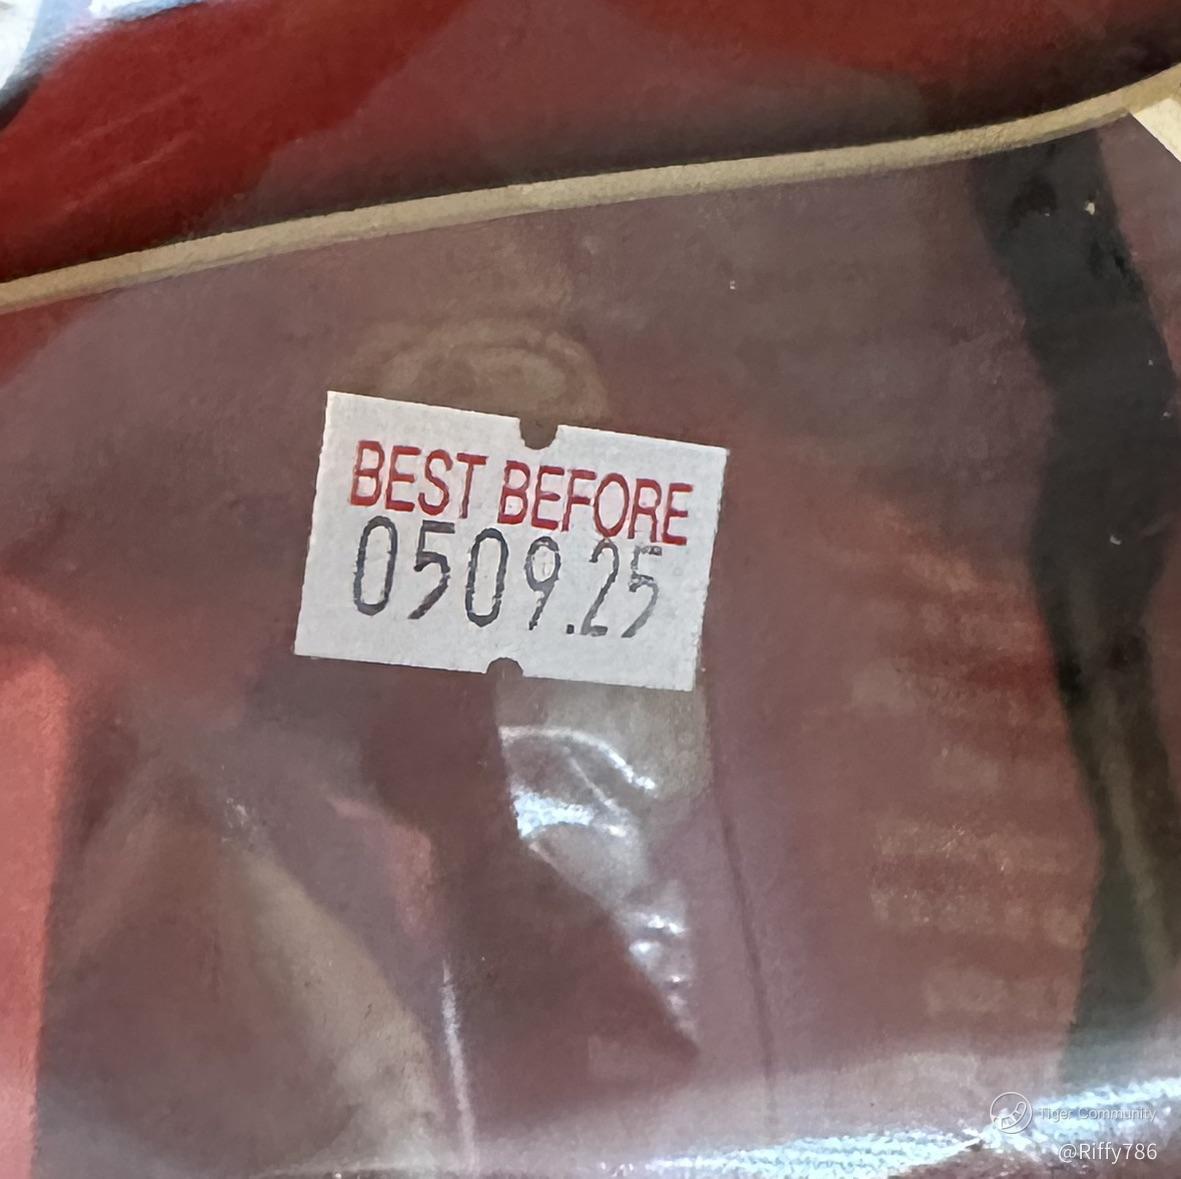 BEST BEFORE
0509.25
Tiger Community
@Riffy786